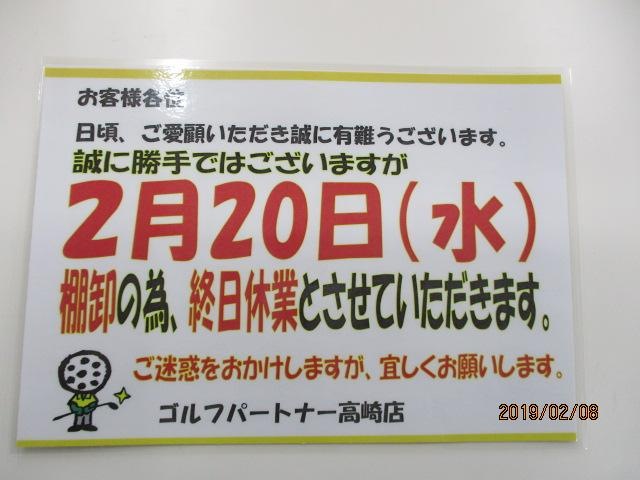 お客様各位
日頃、ご愛顧いただき誠に有難うございます。
誠に勝手ではございますが
2月20日(水)
棚卸の為、終日休業とさせていただきます。
ご迷惑をおかけしますが、宜しくお願いします。
ゴルフパートナー高崎店
2019/02/08